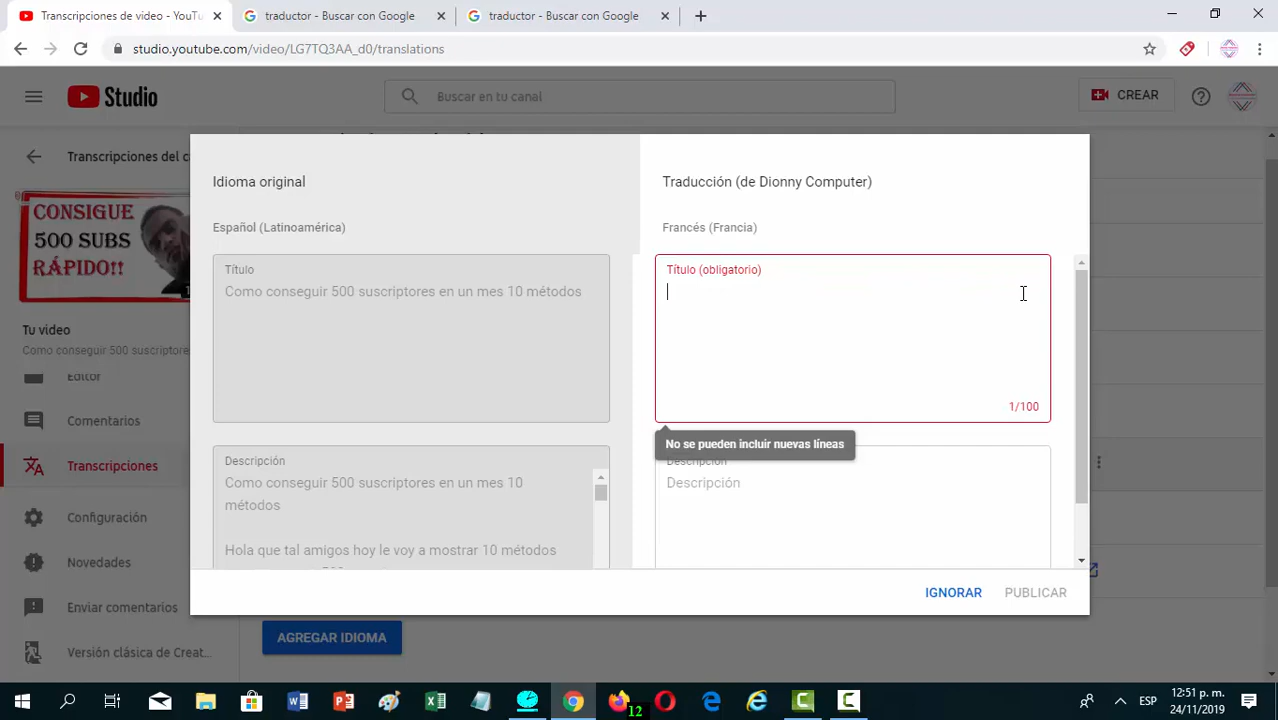 Transcripciones de video - YouTu
traductor - Buscar con Google
traductor - Buscar con Google
studio.youtube.com/video/LG7TQ3AA_d0/translations
Studio
Buscar en tu canal
CREAR
Transcripciones del c
CONSIGUE
500 SUBS
RÁPIDO!!
Tu video
Como conseguir 500 suscriptores
Editor
Comentarios
Transcripciones
Configuración
Novedades
Enviar comentarios
Versión clásica de Creat...
Idioma original
Español (Latinoamérica)
Título
Como conseguir 500 suscriptores en un mes 10 métodos
Descripción
Como conseguir 500 suscriptores en un mes 10
métodos
Hola que tal amigos hoy le voy a mostrar 10 métodos
Traducción (de Dionny Computer)
Francés (Francia)
Título (obligatorio)
1/100
No se pueden incluir nuevas líneas
Descripción
Descripción
IGNORAR
PUBLICAR
AGREGAR IDIOMA
12
ESP
12:51 p. m.
24/11/2019